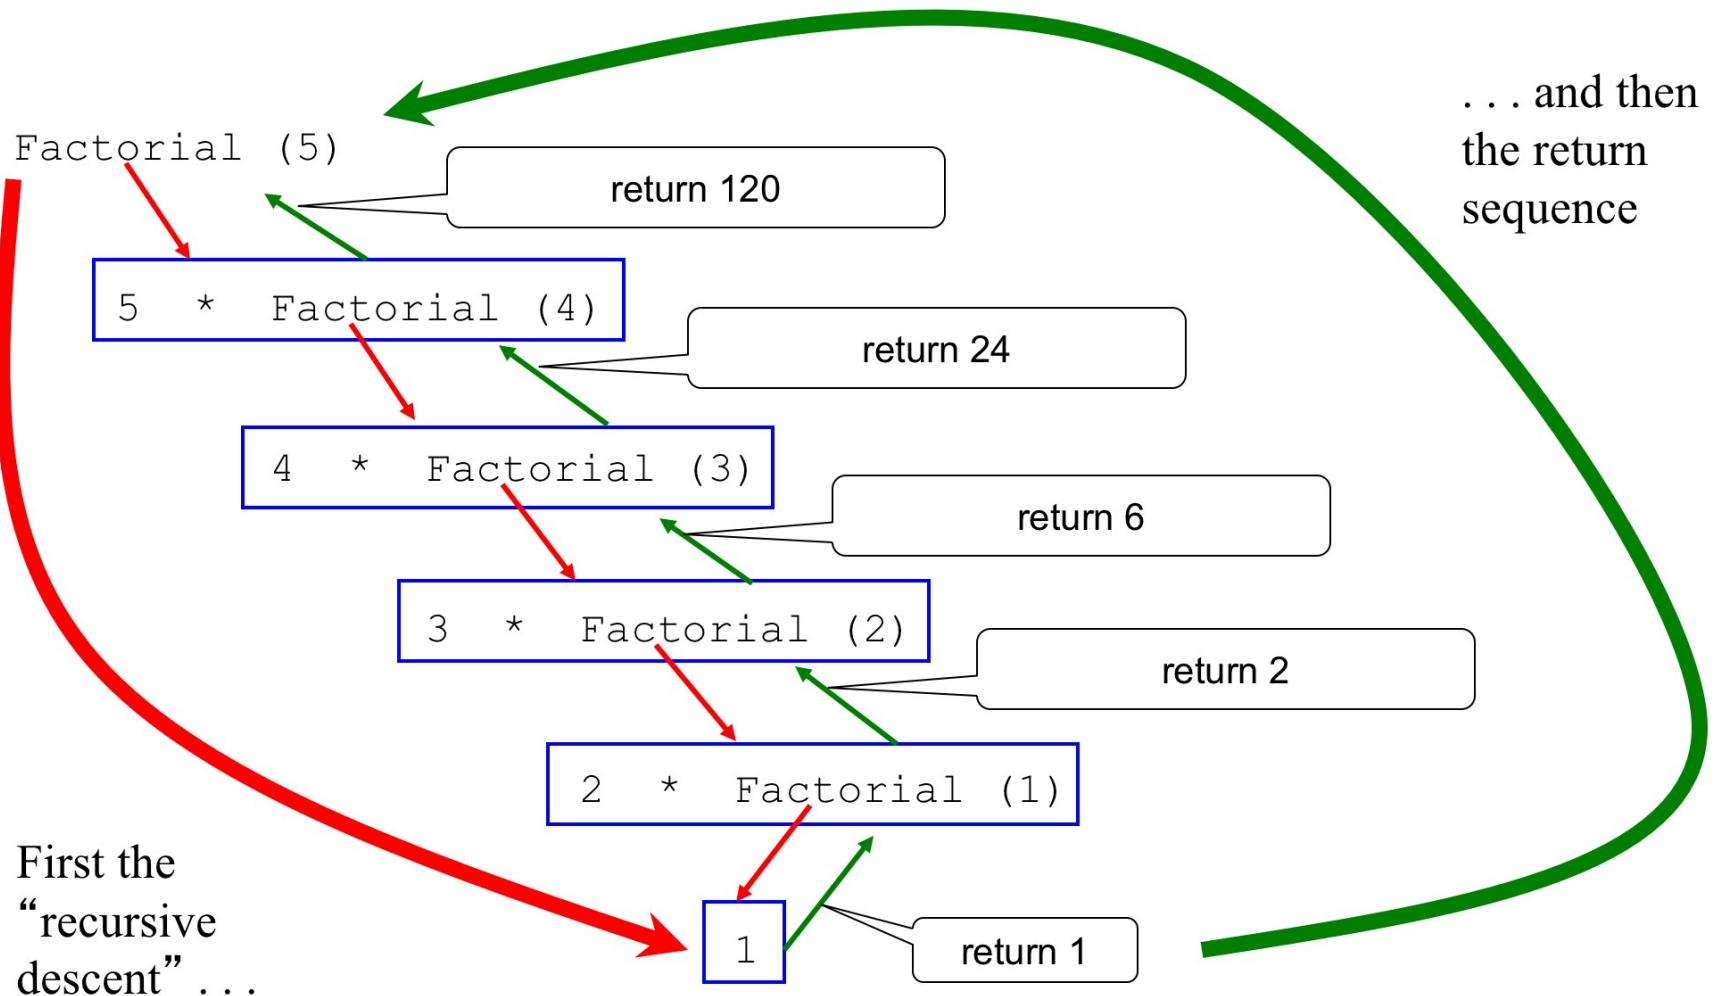 . . . and then
the return
sequence
Factorial (5)
return 120
5 * Factorial (4)
return 24
4 * Factorial (3)
return 6
3 * Factorial (2)
return 2
2 * Factorial (1)
First the
“recursive
descent” . . .
1
return 1